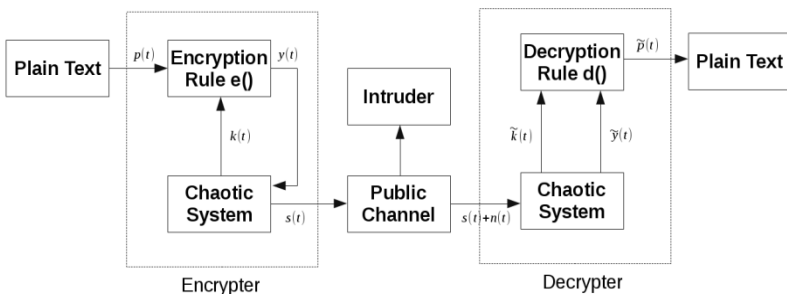 Plain Text
p(t)
Encryption
Rule e()
y(t)
k(t)
Chaotic
System
s(t)
Encrypter
Intruder
Public
Channel
s(t)+n(t)
Decryption
Rule d()
k̃(t)
ỹ(t)
Chaotic
System
p̃(t)
Plain Text
Decrypter